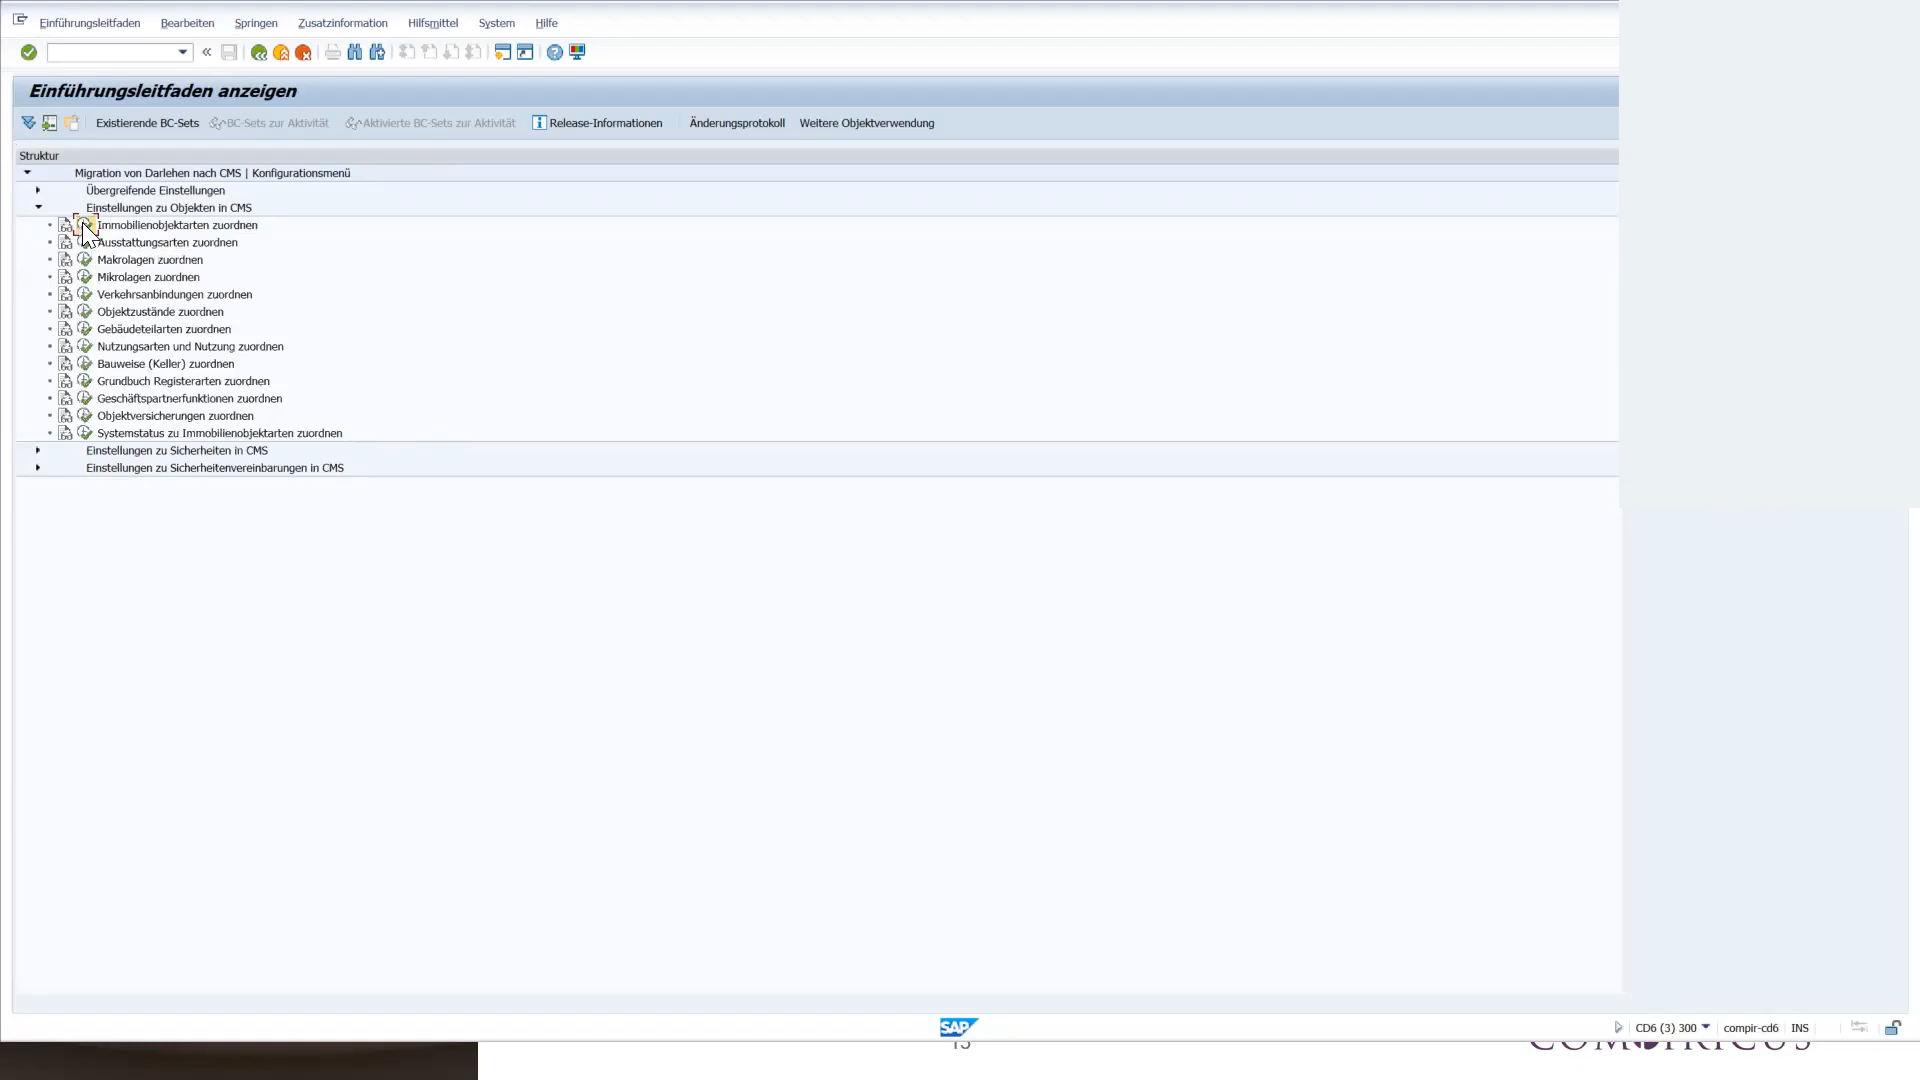 Einführungsleitfaden Bearbeiten Springen Zusatzinformation Hilfsmittel System Hilfe
Einführungsleitfaden anzeigen
Existierende BC-Sets BC-Sets zur Aktivität Aktivierte BC-Sets zur Aktivität Release-Informationen Änderungsprotokoll Weitere Objektverwendung
Struktur
Migration von Darlehen nach CMS | Konfigurationsmenü
Übergreifende Einstellungen
Einstellungen zu Objekten in CMS
Immobilienobjektarten zuordnen
Ausstattungsarten zuordnen
Makrolagen zuordnen
Mikrolagen zuordnen
Verkehrsanbindungen zuordnen
Objektzustände zuordnen
Gebäudeteilarten zuordnen
Nutzungsarten und Nutzung zuordnen
Bauweise (Keller) zuordnen
Grundbuch Registerarten zuordnen
Geschäftspartnerfunktionen zuordnen
Objektversicherungen zuordnen
Systemstatus zu Immobilienobjektarten zuordnen
Einstellungen zu Sicherheiten in CMS
Einstellungen zu Sicherheitenvereinbarungen in CMS
SAP
CD6 (3) 300 compir-cd6 INS